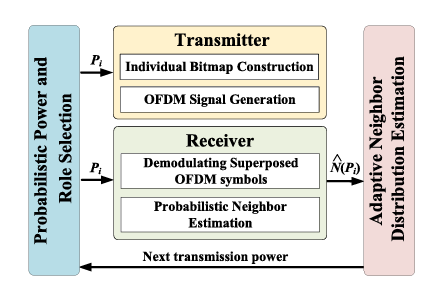 Probabilistic Power and
Role Selection
P_i
Transmitter
Individual Bitmap Construction
OFDM Signal Generation
P_i
Receiver
Demodulating Superposed
OFDM symbols
Probabilistic Neighbor
Estimation
N̂(P_i)
Adaptive Neighbor
Distribution Estimation
Next transmission power